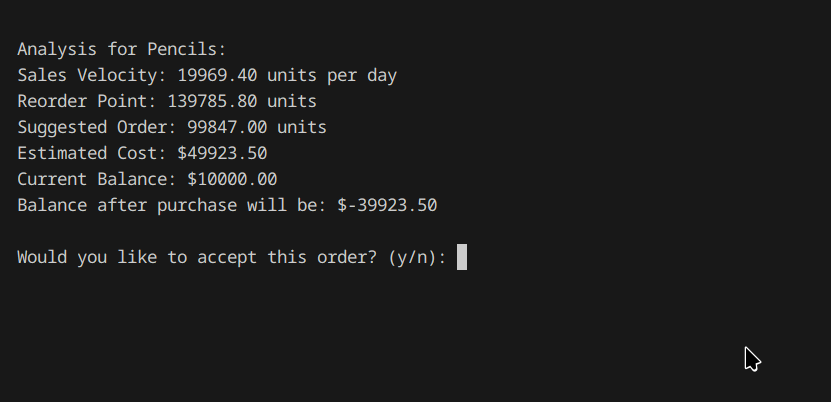 Analysis for Pencils:
Sales Velocity: 19969.40 units per day
Reorder Point: 139785.80 units
Suggested Order: 99847.00 units
Estimated Cost: $49923.50
Current Balance: $10000.00
Balance after purchase will be: $-39923.50
Would you like to accept this order? (y/n):